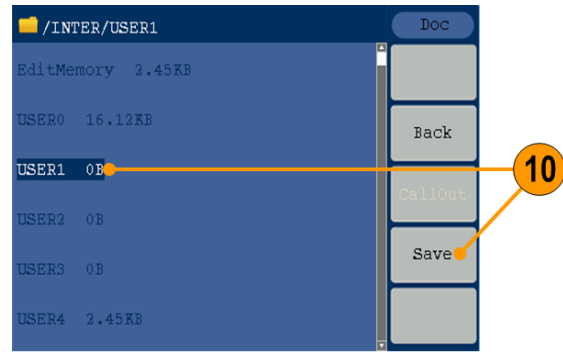 /INTER/USER1
Doc
EditMemory 2.45KB
USER0 16.12KB
Back
USER1 0B
10
CallOut
USER2 0B
Save
USER3 0B
USER4 2.45KB